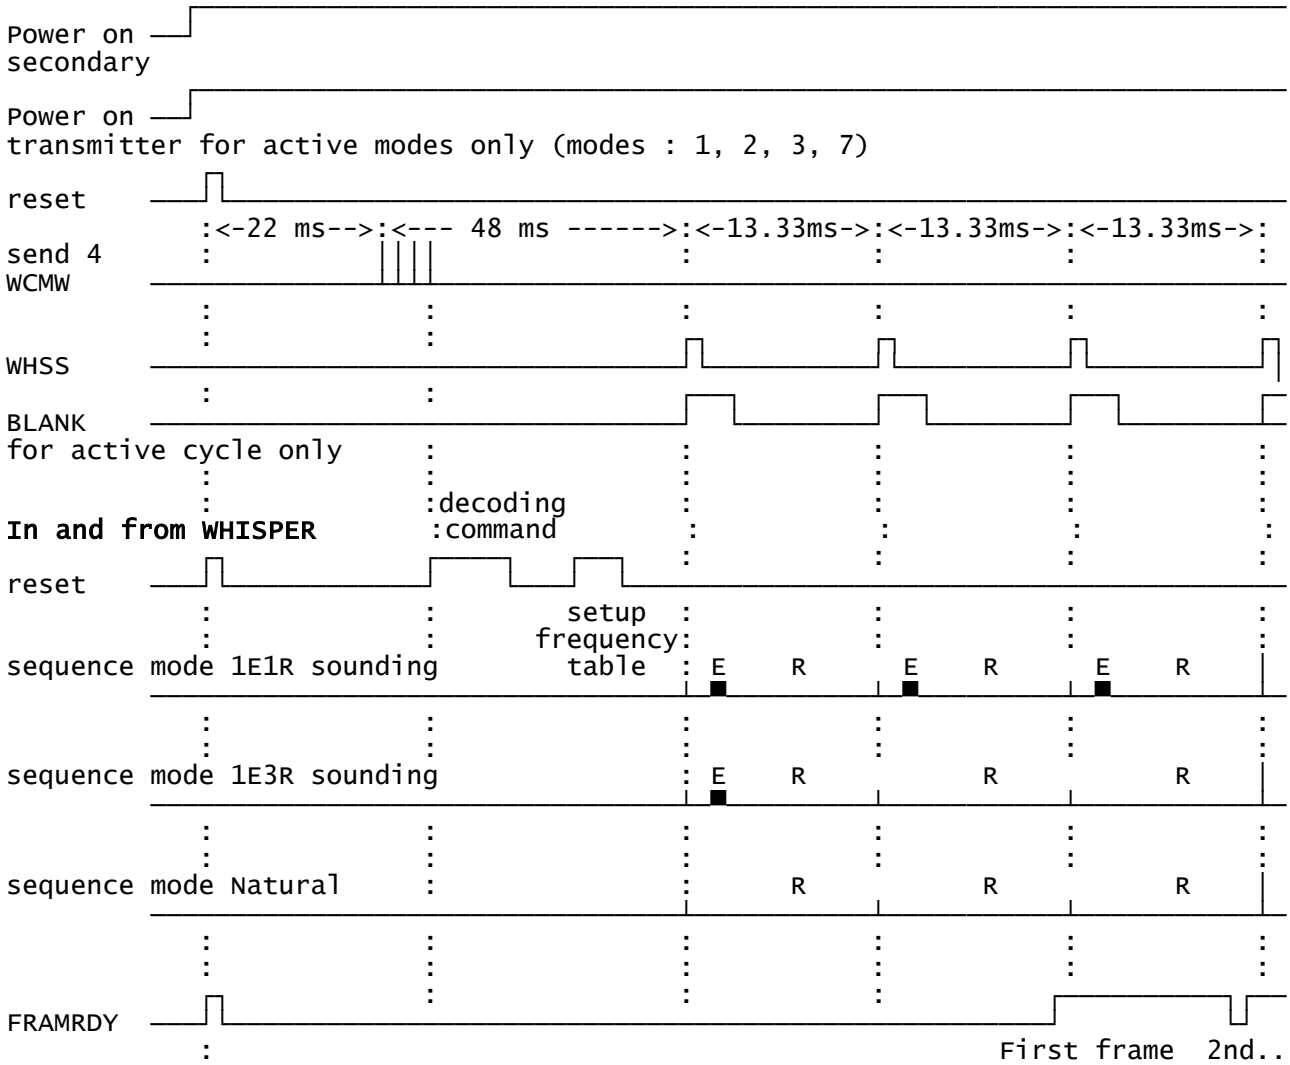 Power on
secondary
Power on
transmitter for active modes only (modes : 1, 2, 3, 7)
reset
:<-22 ms-->:<--- 48 ms ------>:<-13.33ms->:<-13.33ms->:<-13.33ms->:
send 4
WCMW
WHSS
BLANK
for active cycle only
:decoding
In and from WHISPER :command
reset
setup
frequency:
sequence mode 1E1R sounding table : E R E R E R
sequence mode 1E3R sounding : E R R R
sequence mode Natural : : R R R
FRAMRDY
: First frame 2nd..